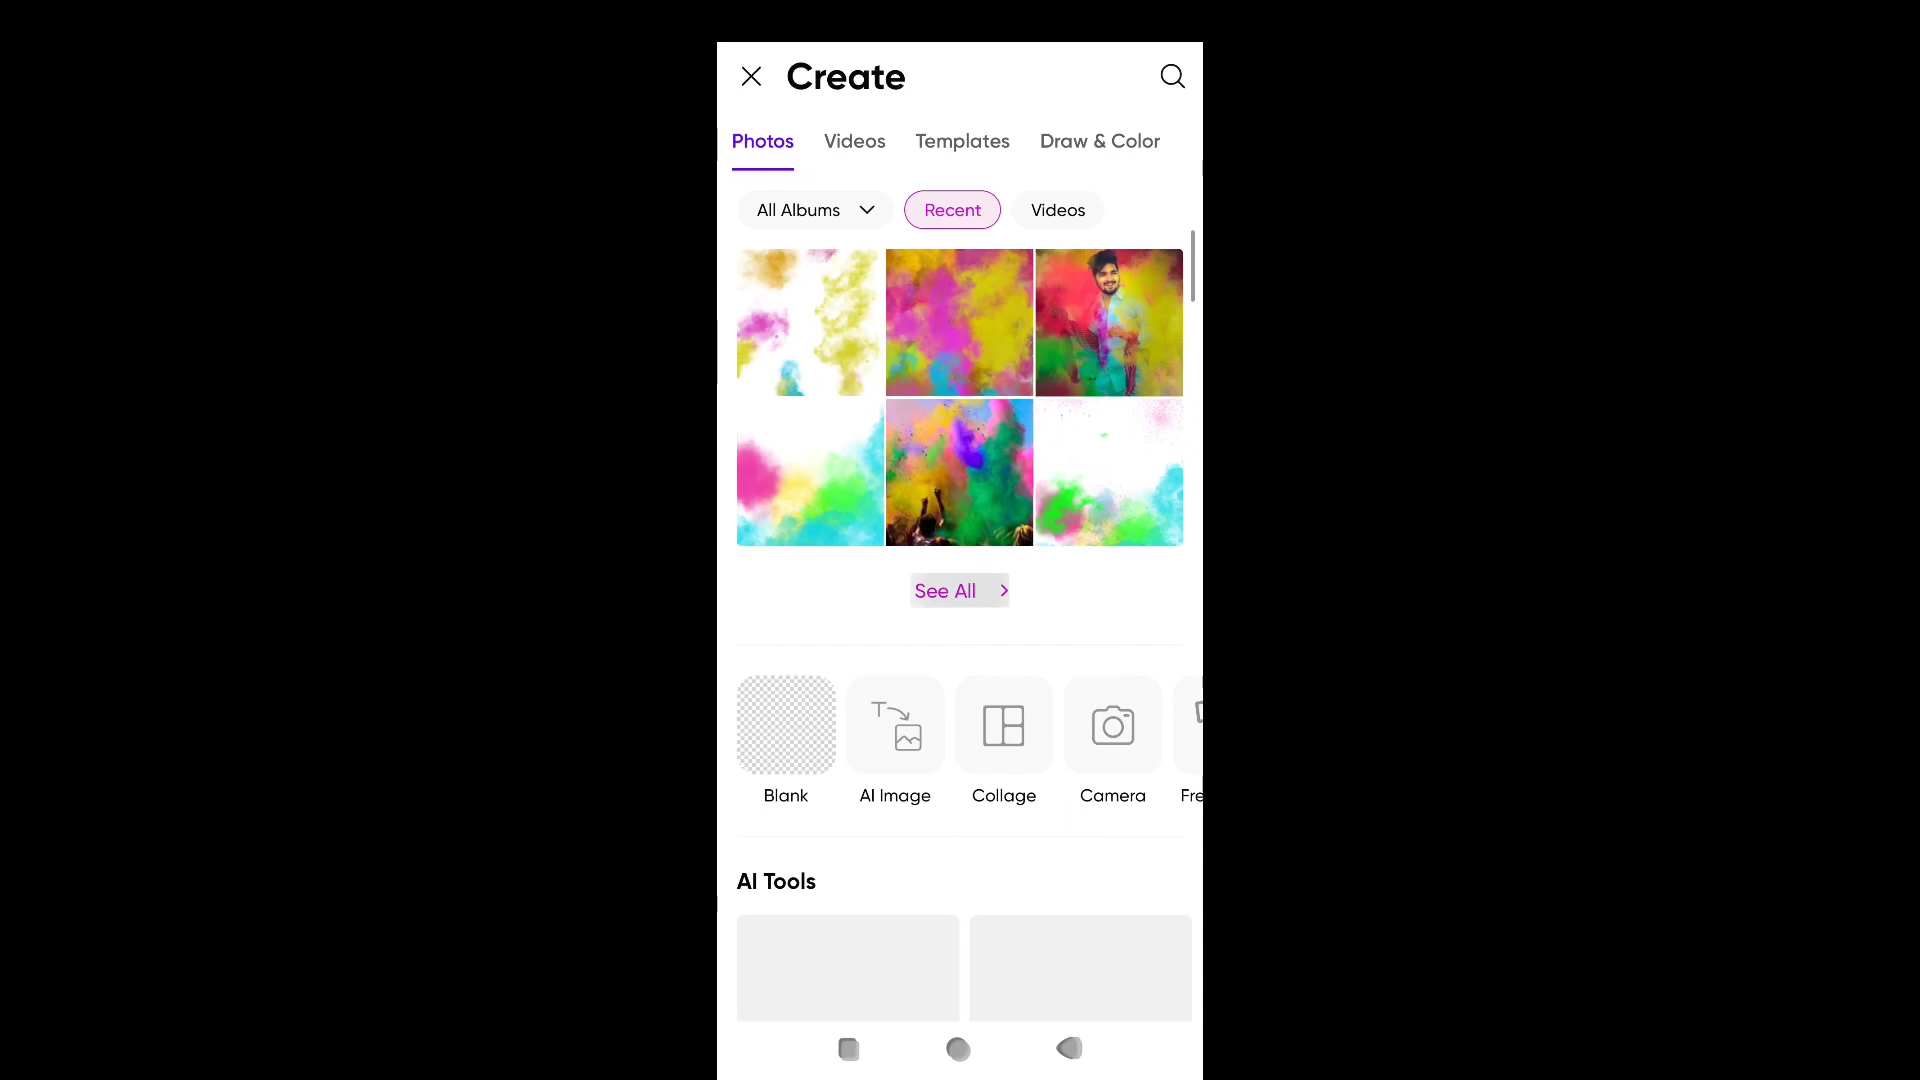 Create
Photos Videos Templates Draw & Color
All Albums Recent Videos
See All
Blank AI Image Collage Camera Fre
AI Tools